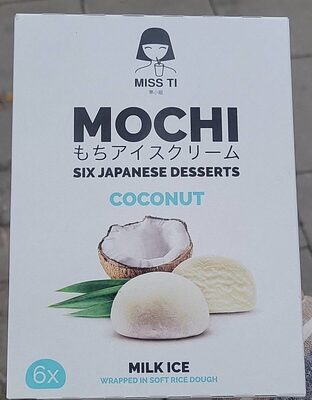 MISS TI
MOCHI
もちアイスクリーム
SIX JAPANESE DESSERTS
COCONUT
6x
MILK ICE
WRAPPED IN SOFT RICE DOUGH